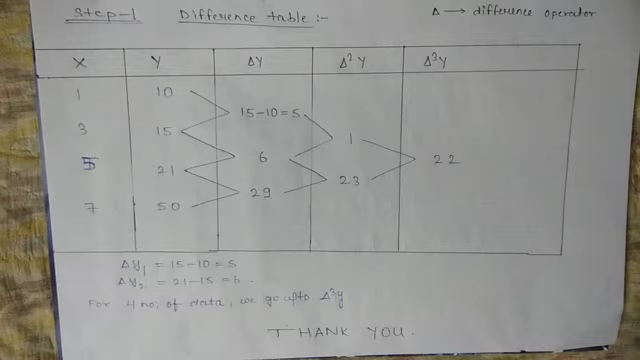 Step-1 Difference table :- Δ → difference operator
X Y ΔY Δ²Y Δ³Y
1 10
15-10=5
3 15 1
5 21 6 22
29 23
7 50
Δy₁ = 15-10=5
Δy₂ = 21-15=6.
For 4 no: of data, we go upto Δ³y
THANK YOU.